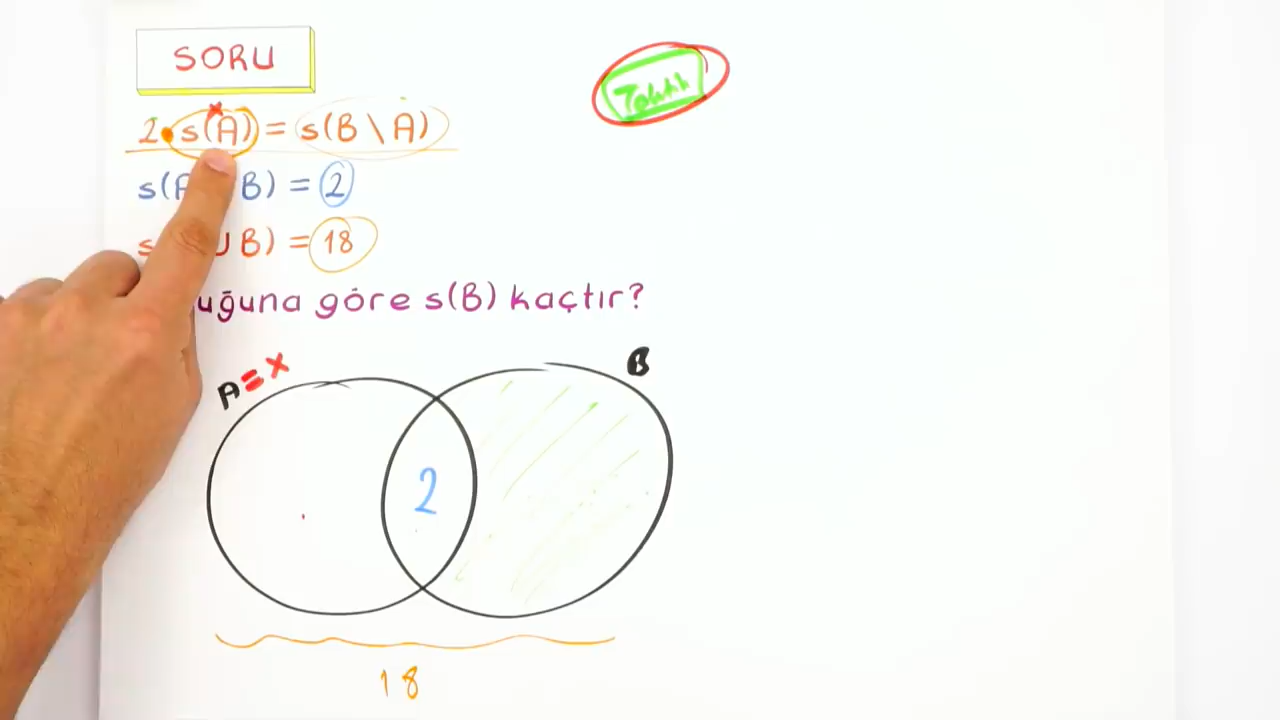 SORU
2 • s(A) = s(B \ A)
x
s(A B) = 2
s( ∪ B) = 18
uğuna göre s(B) kaçtır?
A = x
B
2
18